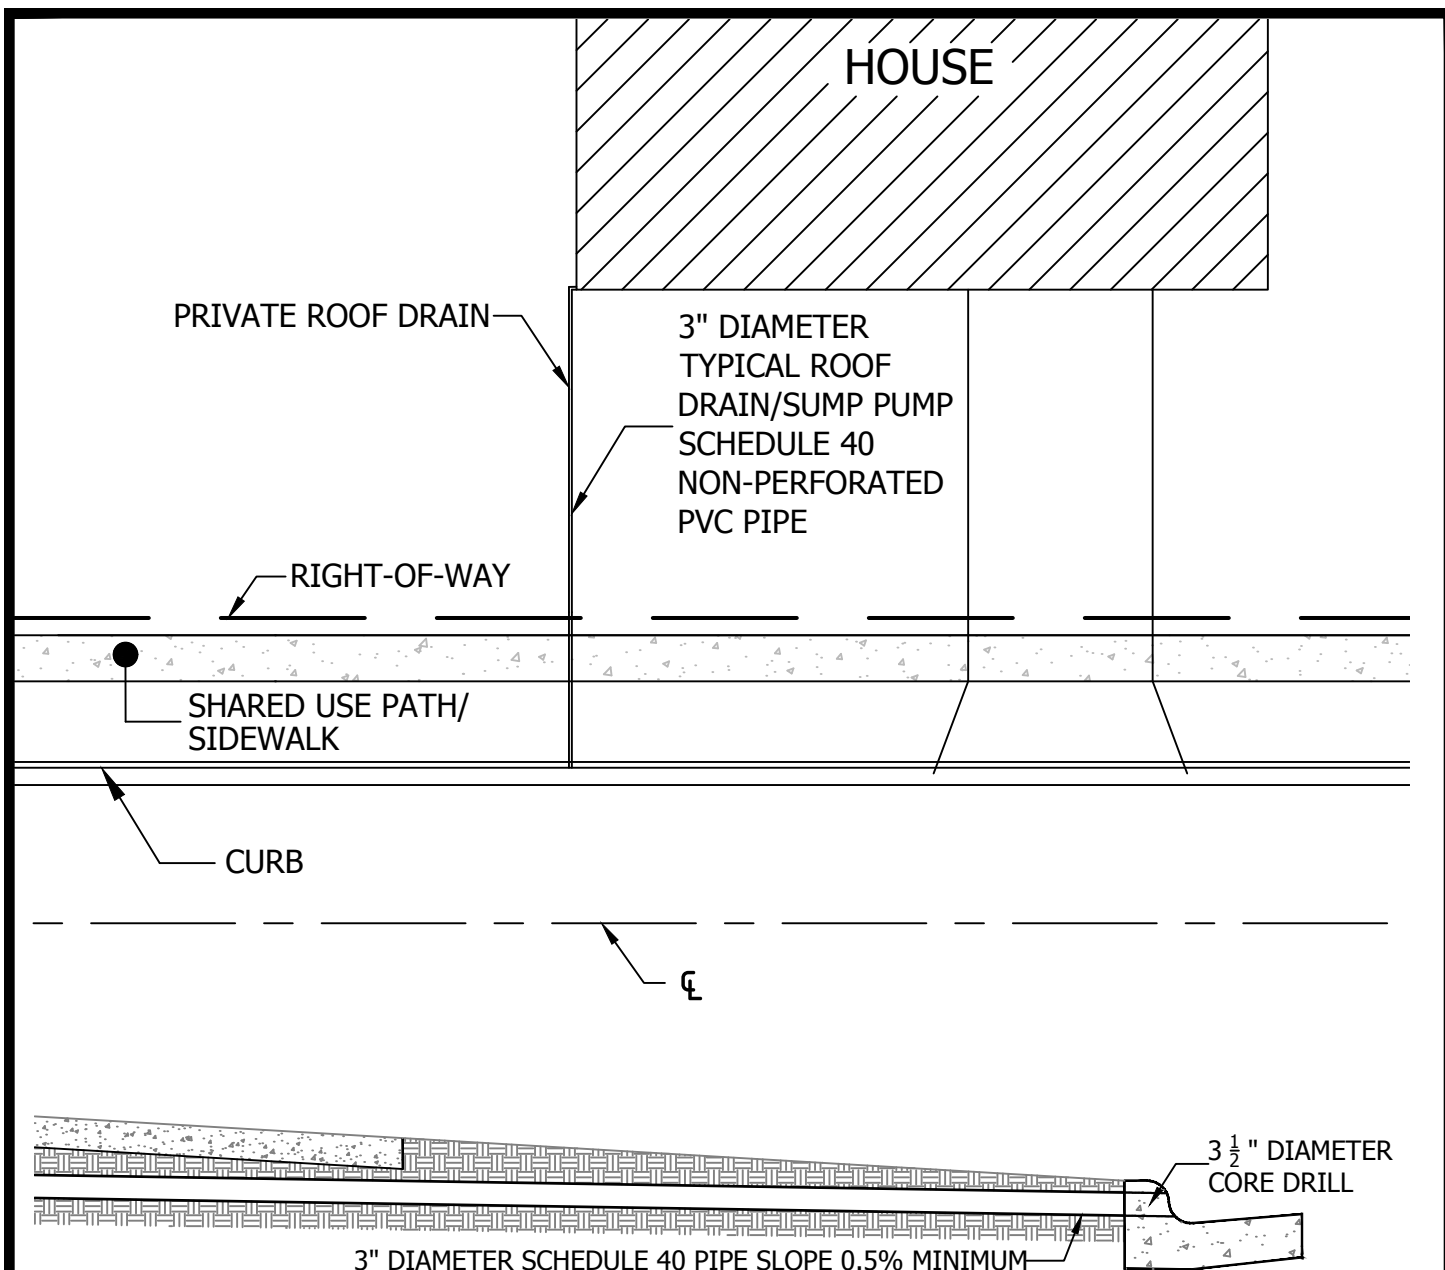 HOUSE
PRIVATE ROOF DRAIN
3" DIAMETER
TYPICAL ROOF
DRAIN/SUMP PUMP
SCHEDULE 40
NON-PERFORATED
PVC PIPE
RIGHT-OF-WAY
SHARED USE PATH/
SIDEWALK
CURB
℄
3 1/2 " DIAMETER
CORE DRILL
3" DIAMETER SCHEDULE 40 PIPE SLOPE 0.5% MINIMUM